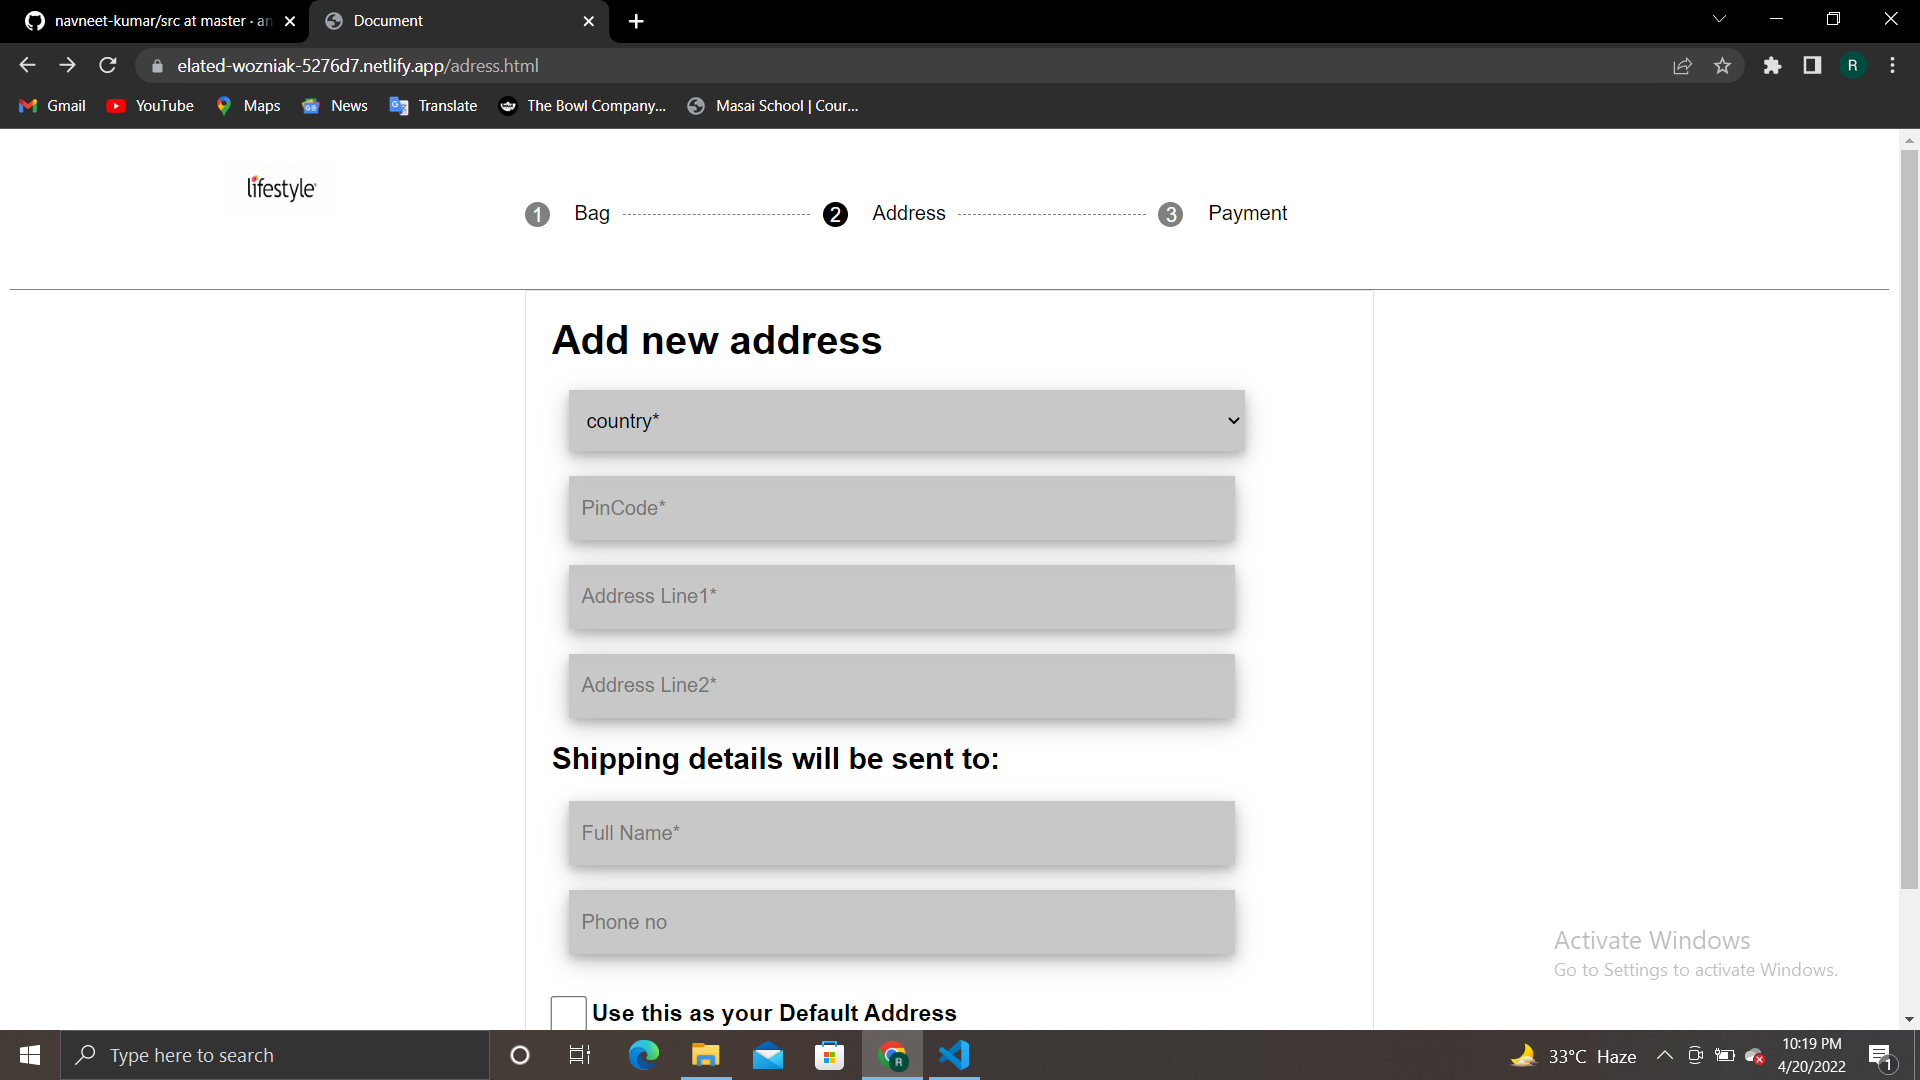 navneet-kumar/src at master · an
Document
elated-wozniak-5276d7.netlify.app/adress.html
R
Gmail
YouTube
Maps
News
Translate
The Bowl Company...
Masai School | Cour...
lifestyle
1 Bag
2 Address
3 Payment
Add new address
country*
PinCode*
Address Line1*
Address Line2*
Shipping details will be sent to:
Full Name*
Phone no
Use this as your Default Address
Activate Windows
Go to Settings to activate Windows.
Type here to search
R
33°C Haze
10:19 PM
4/20/2022
1